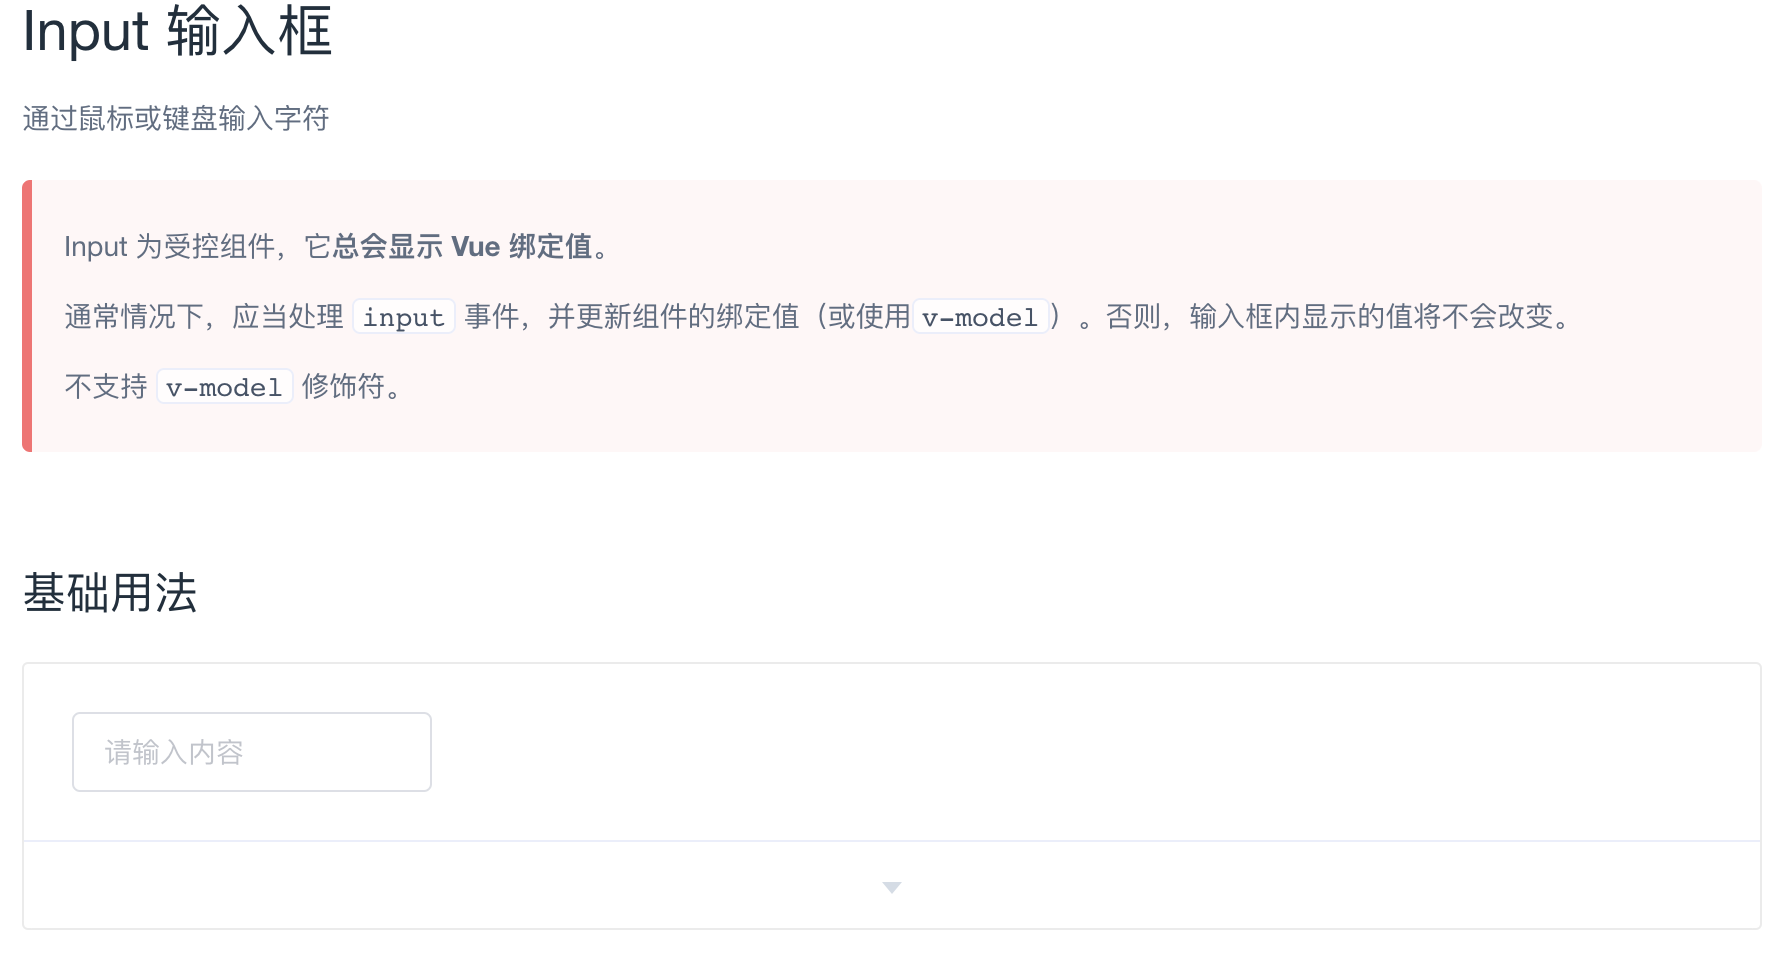 Input 输入框
通过鼠标或键盘输入字符
Input 为受控组件，它总会显示 Vue 绑定值。
通常情况下，应当处理 input 事件，并更新组件的绑定值（或使用v-model）。否则，输入框内显示的值将不会改变。
不支持 v-model 修饰符。
基础用法
请输入内容